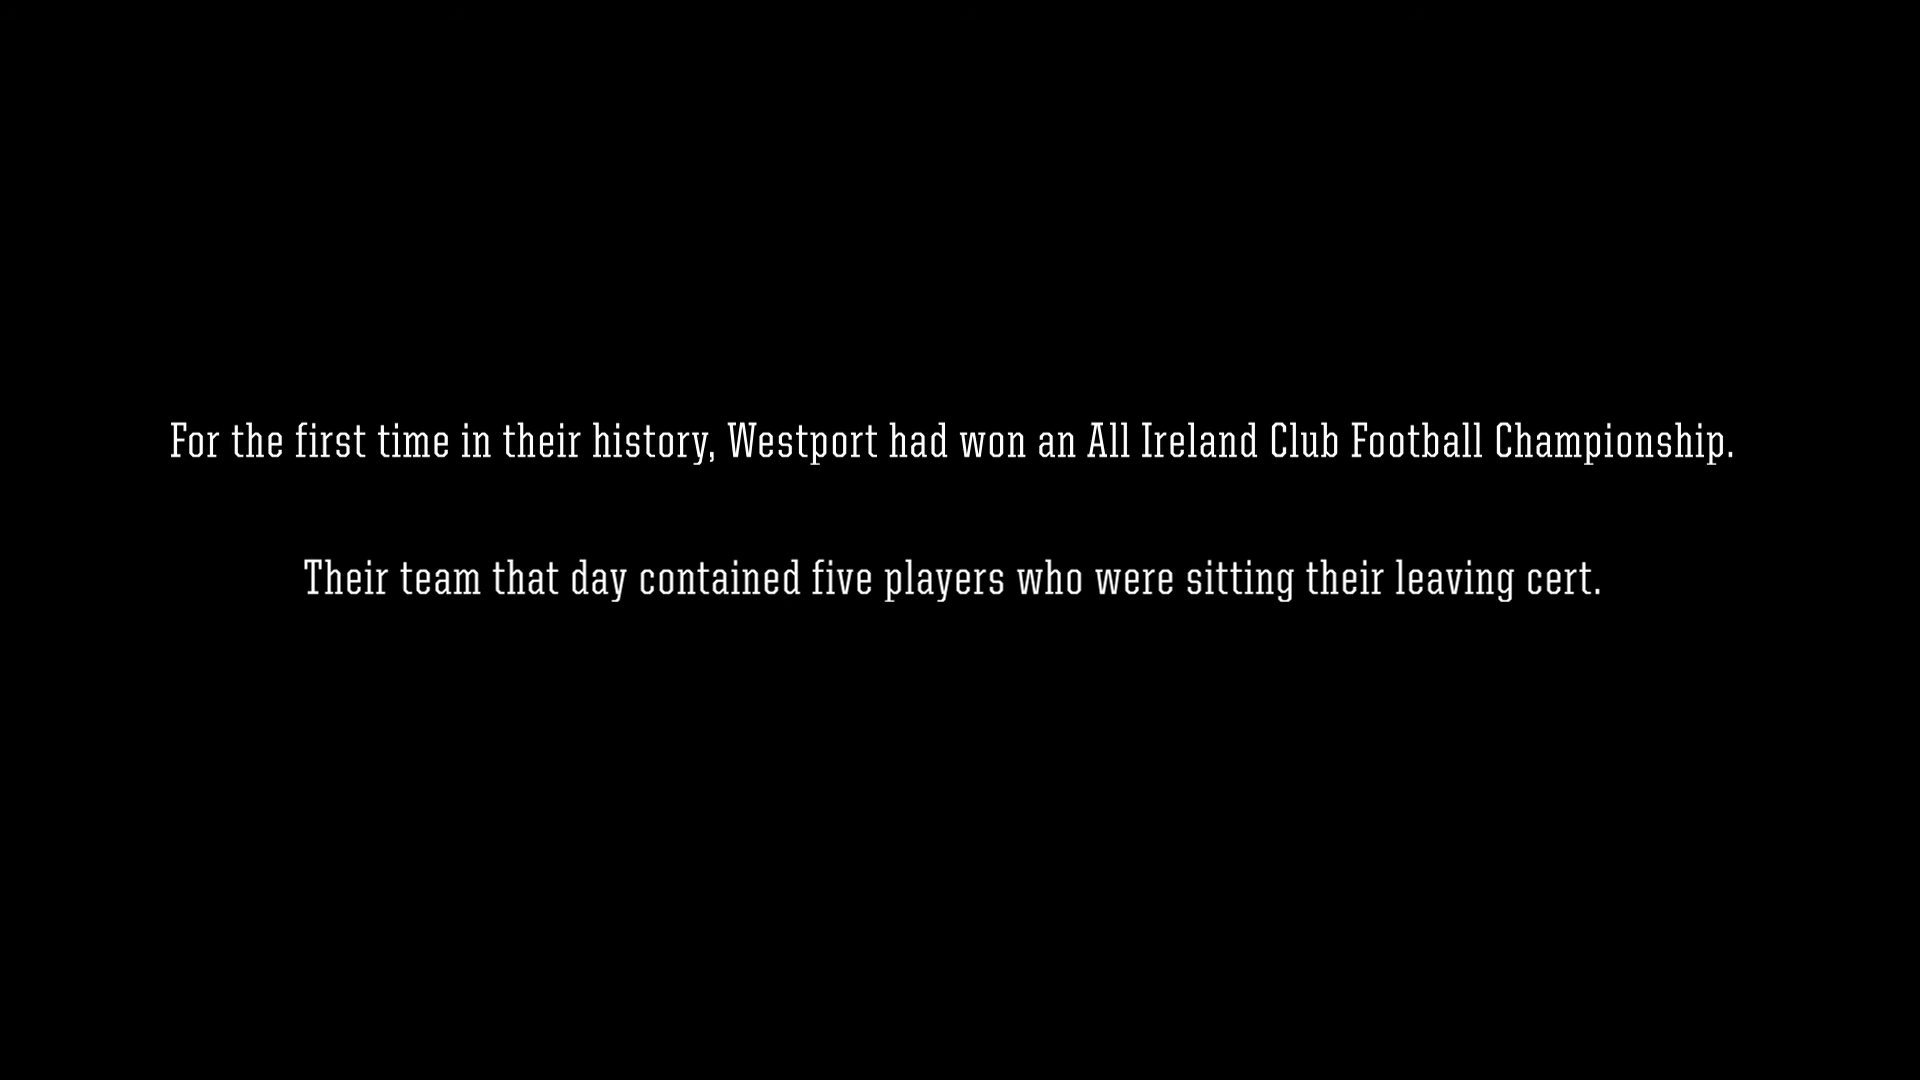 For the first time in their history, Westport had won an All Ireland Club Football Championship.
Their team that day contained five players who were sitting their leaving cert.